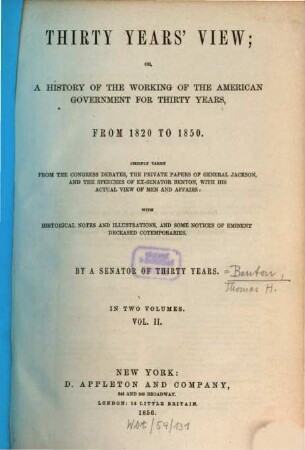 THIRTY YEARS' VIEW;
OR,
A HISTORY OF THE WORKING OF THE AMERICAN
GOVERNMENT FOR THIRTY YEARS,
FROM 1820 TO 1850.
CHIEFLY TAKEN
FROM THE CONGRESS DEBATES, THE PRIVATE PAPERS OF GENERAL JACKSON,
AND THE SPEECHES OF EX-SENATOR BENTON, WITH HIS
ACTUAL VIEW OF MEN AND AFFAIRS:
WITH
HISTORICAL NOTES AND ILLUSTRATIONS, AND SOME NOTICES OF EMINENT
DECEASED COTEMPORARIES.
BY A SENATOR OF THIRTY YEARS. = Benton,
Thomas H.
IN TWO VOLUMES.
VOL. II.
NEW YORK:
D. APPLETON AND COMPANY,
346 AND 348 BROADWAY.
LONDON: 16 LITTLE BRITAIN.
1856.